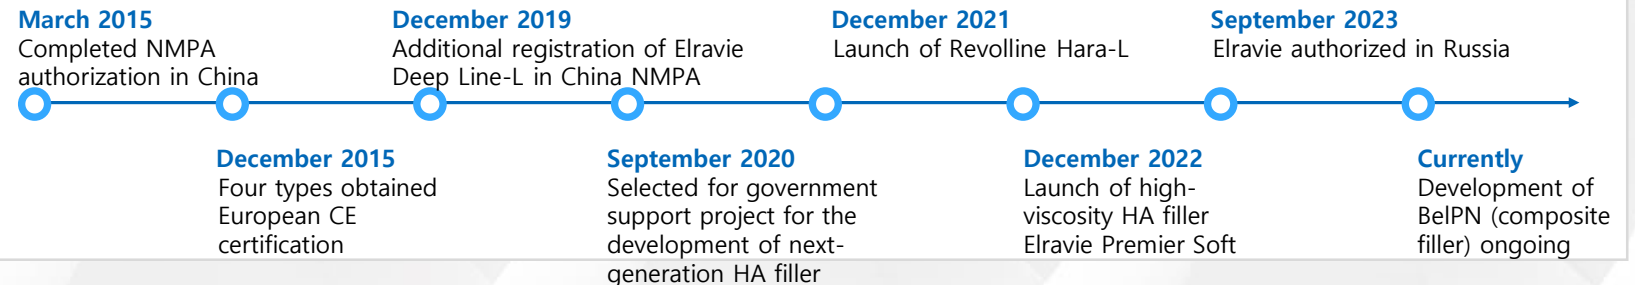 March 2015
Completed NMPA
authorization in China
December 2015
Four types obtained
European CE
certification
December 2019
Additional registration of Elravie
Deep Line-L in China NMPA
September 2020
Selected for government
support project for the
development of next-
generation HA filler
December 2021
Launch of Revolline Hara-L
December 2022
Launch of high-
viscosity HA filler
Elravie Premier Soft
September 2023
Elravie authorized in Russia
Currently
Development of
BelPN (composite
filler) ongoing